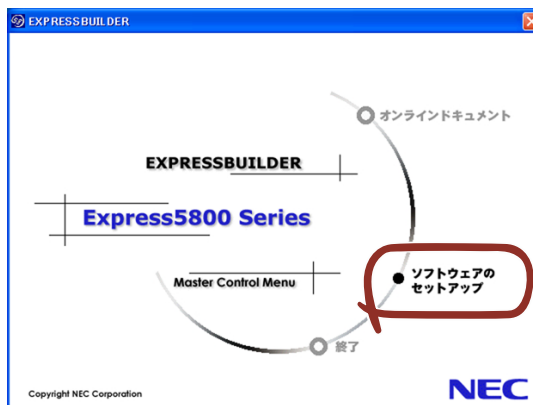 EXPRESSBUILDER
オンラインドキュメント
EXPRESSBUILDER
Express5800 Series
Master Control Menu
ソフトウェアの
セットアップ
終了
Copyright NEC Corporation
NEC